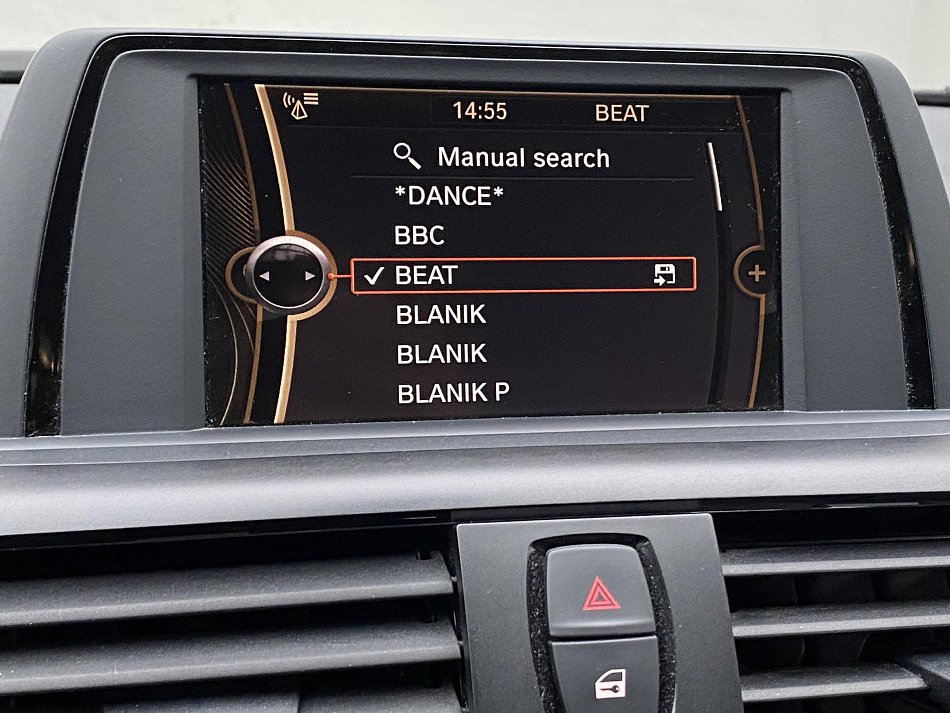 14:55 BEAT
Manual search
*DANCE*
BBC
BEAT
BLANIK
BLANIK
BLANIK P